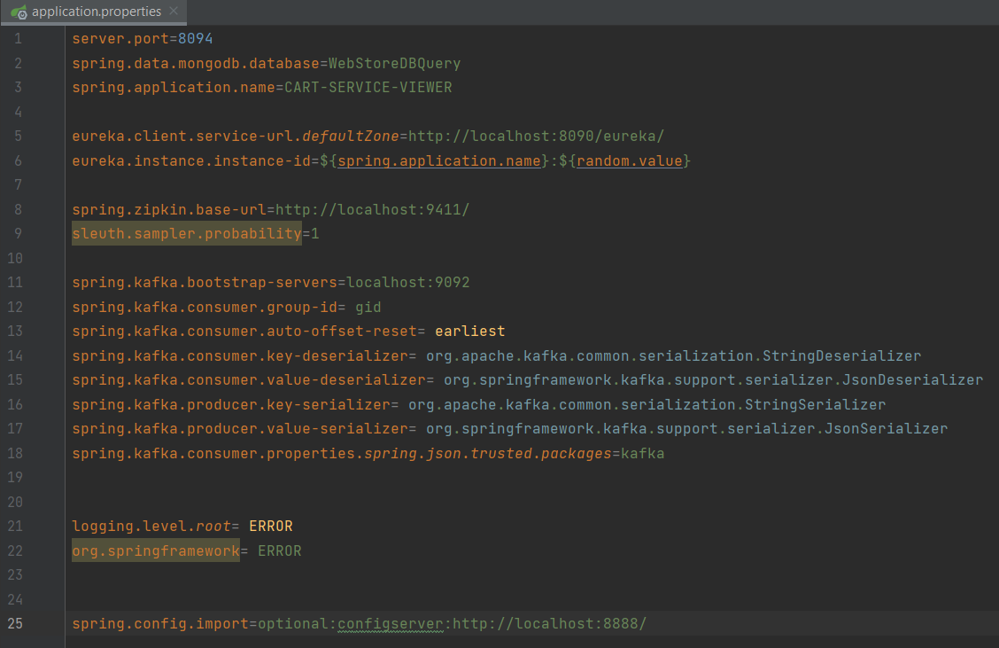 application.properties
1 server.port=8094
2 spring.data.mongodb.database=WebStoreDBQuery
3 spring.application.name=CART-SERVICE-VIEWER
4
5 eureka.client.service-url.defaultZone=http://localhost:8090/eureka/
6 eureka.instance.instance-id=${spring.application.name}:${random.value}
7
8 spring.zipkin.base-url=http://localhost:9411/
9 sleuth.sampler.probability=1
10
11 spring.kafka.bootstrap-servers=localhost:9092
12 spring.kafka.consumer.group-id= gid
13 spring.kafka.consumer.auto-offset-reset= earliest
14 spring.kafka.consumer.key-deserializer= org.apache.kafka.common.serialization.StringDeserializer
15 spring.kafka.consumer.value-deserializer= org.springframework.kafka.support.serializer.JsonDeserializer
16 spring.kafka.producer.key-serializer= org.apache.kafka.common.serialization.StringSerializer
17 spring.kafka.producer.value-serializer= org.springframework.kafka.support.serializer.JsonSerializer
18 spring.kafka.consumer.properties.spring.json.trusted.packages=kafka
19
20
21 logging.level.root= ERROR
22 org.springframework= ERROR
23
24
25 spring.config.import=optional:configserver:http://localhost:8888/